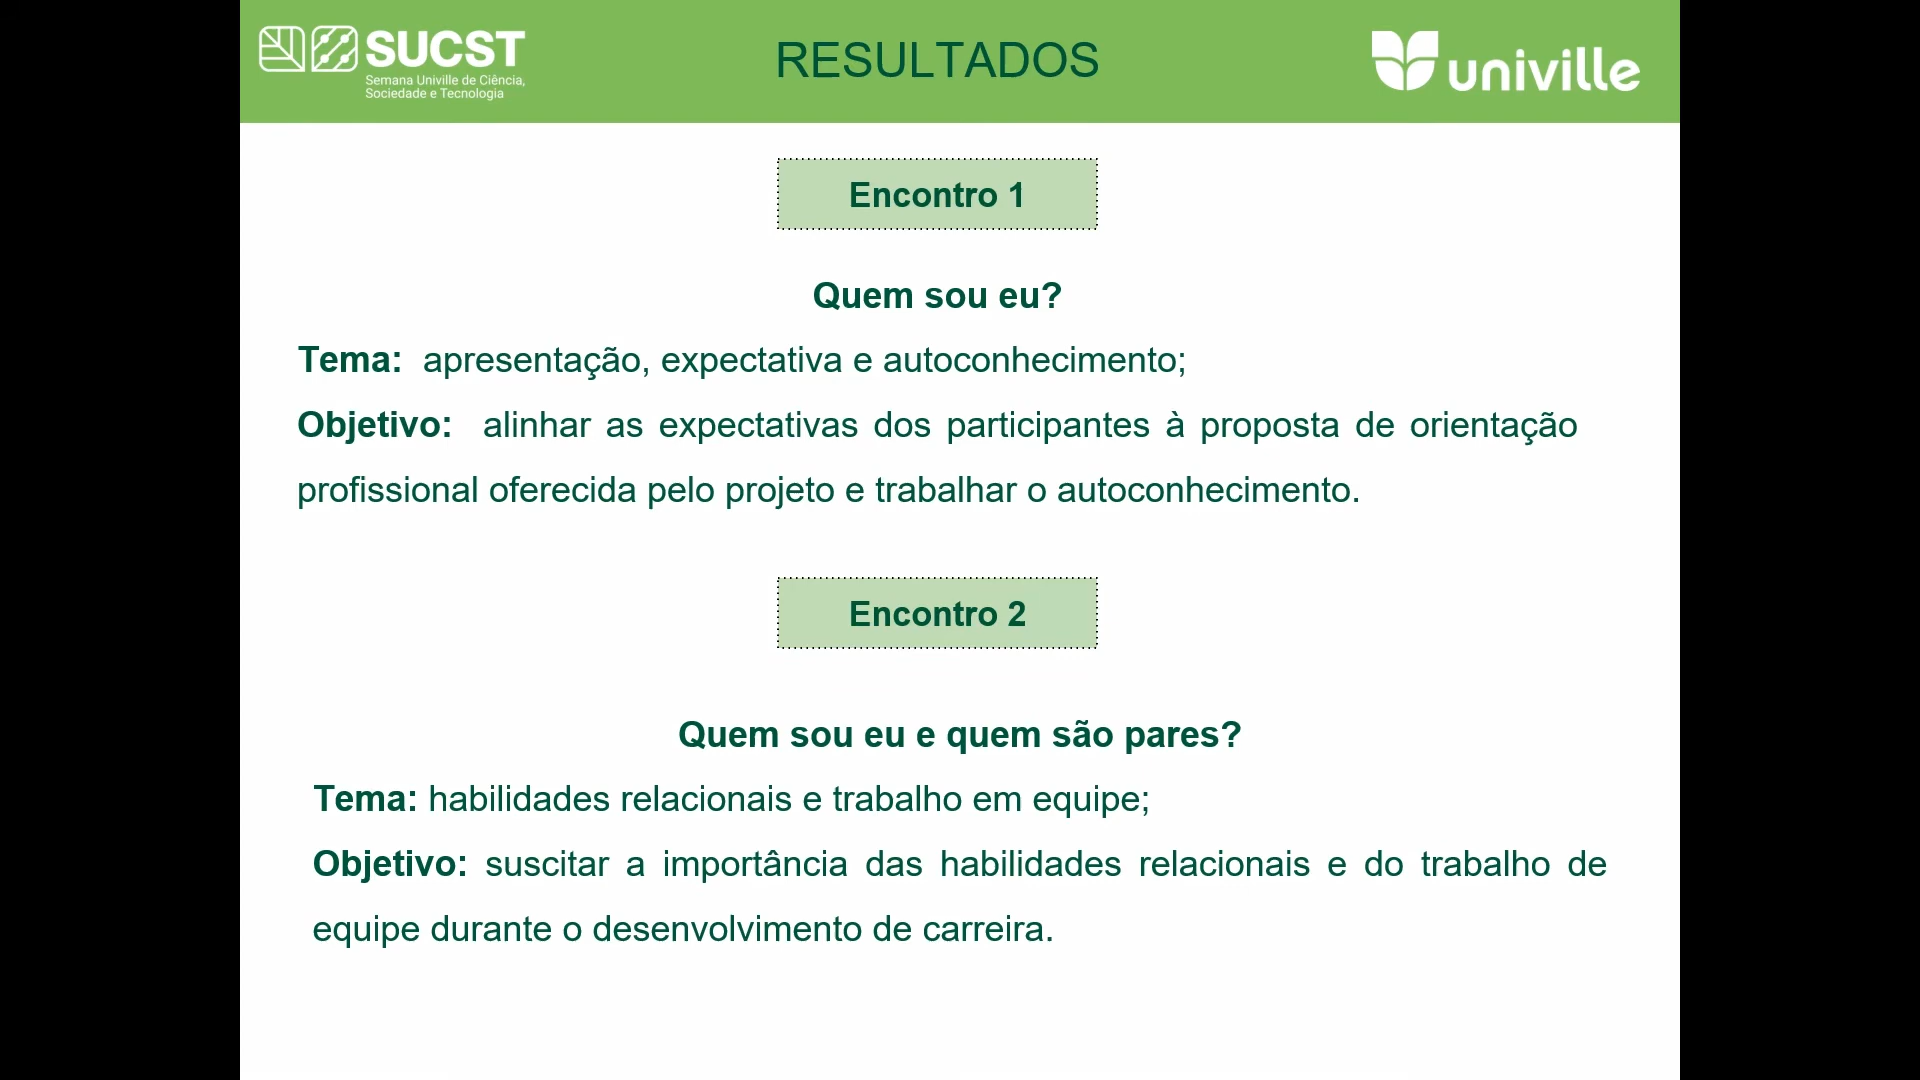 SUCST
Semana Univille de Ciência,
Sociedade e Tecnologia
RESULTADOS
univille
Encontro 1
Quem sou eu?
Tema: apresentação, expectativa e autoconhecimento;
Objetivo: alinhar as expectativas dos participantes à proposta de orientação
profissional oferecida pelo projeto e trabalhar o autoconhecimento.
Encontro 2
Quem sou eu e quem são pares?
Tema: habilidades relacionais e trabalho em equipe;
Objetivo: suscitar a importância das habilidades relacionais e do trabalho de
equipe durante o desenvolvimento de carreira.